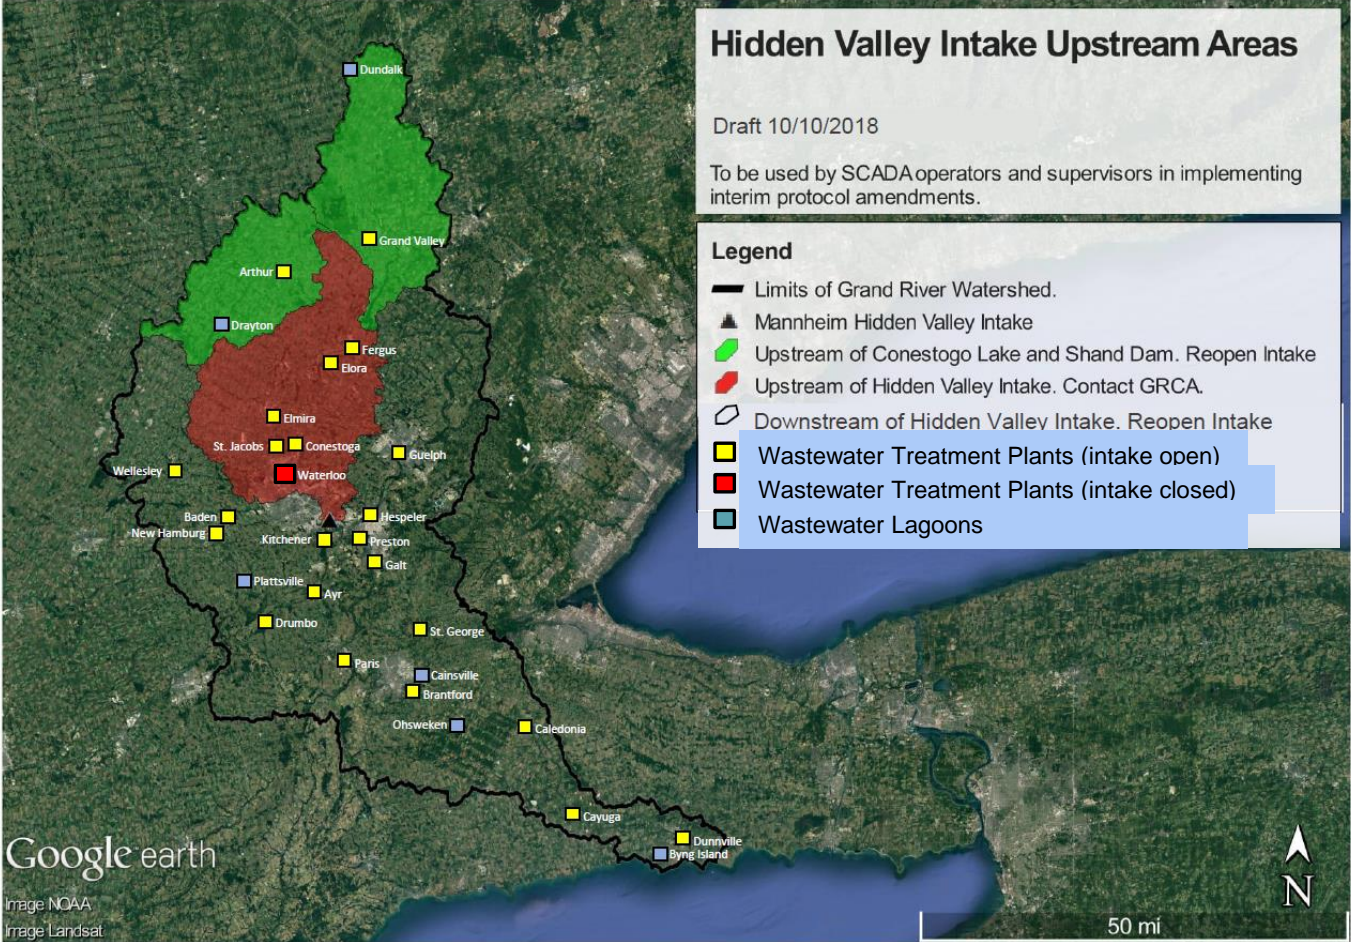 Hidden Valley Intake Upstream Areas
Draft 10/10/2018
To be used by SCADA operators and supervisors in implementing
interim protocol amendments.
Legend
Limits of Grand River Watershed.
Mannheim Hidden Valley Intake
Upstream of Conestogo Lake and Shand Dam. Reopen Intake
Upstream of Hidden Valley Intake. Contact GRCA.
Downstream of Hidden Valley Intake. Reopen Intake
Wastewater Treatment Plants (intake open)
Wastewater Treatment Plants (intake closed)
Wastewater Lagoons
Dundalk
Grand Valley
Arthur
Drayton
Fergus
Elora
Elmira
St. Jacobs
Conestoga
Guelph
Wellesley
Waterloo
Baden
Hespeler
New Hamburg
Kitchener
Preston
Galt
Plattsville
Ayr
Drumbo
St. George
Paris
Cainsville
Brantford
Ohsweken
Caledonia
Cayuga
Dunnville
Byng Island
Google earth
Image NOAA
Image Landsat
N
50 mi